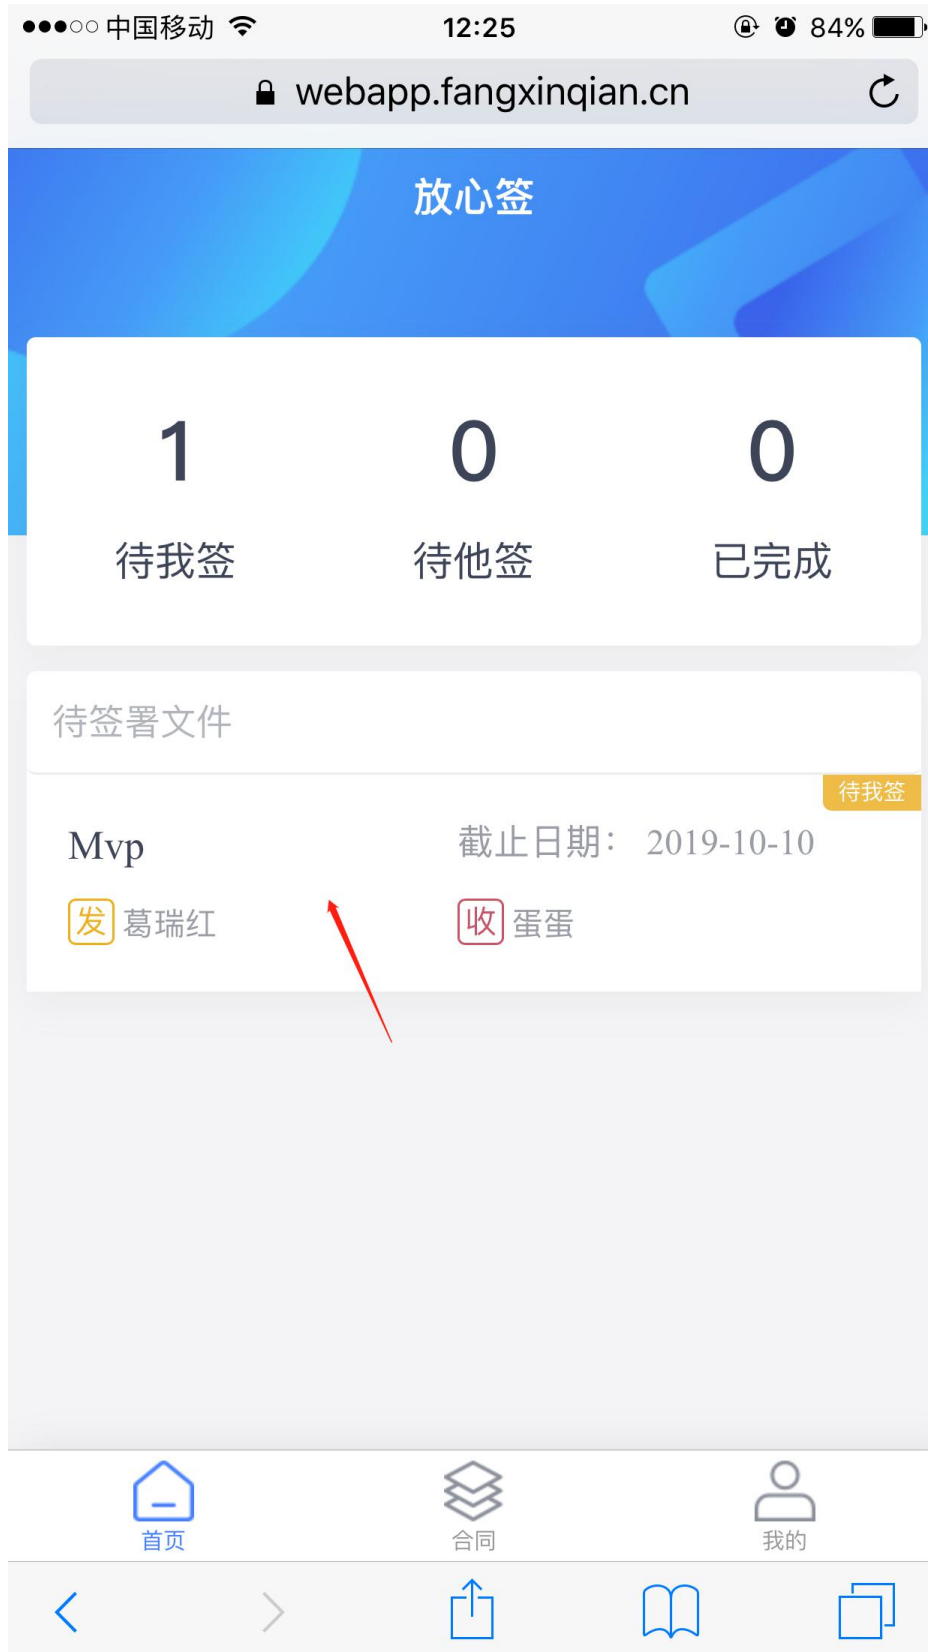 中国移动 12:25 84%
webapp.fangxinqian.cn
放心签
1 0 0
待我签 待他签 已完成
待签署文件
待我签
Mvp 截止日期： 2019-10-10
发 葛瑞红 收 蛋蛋
首页 合同 我的